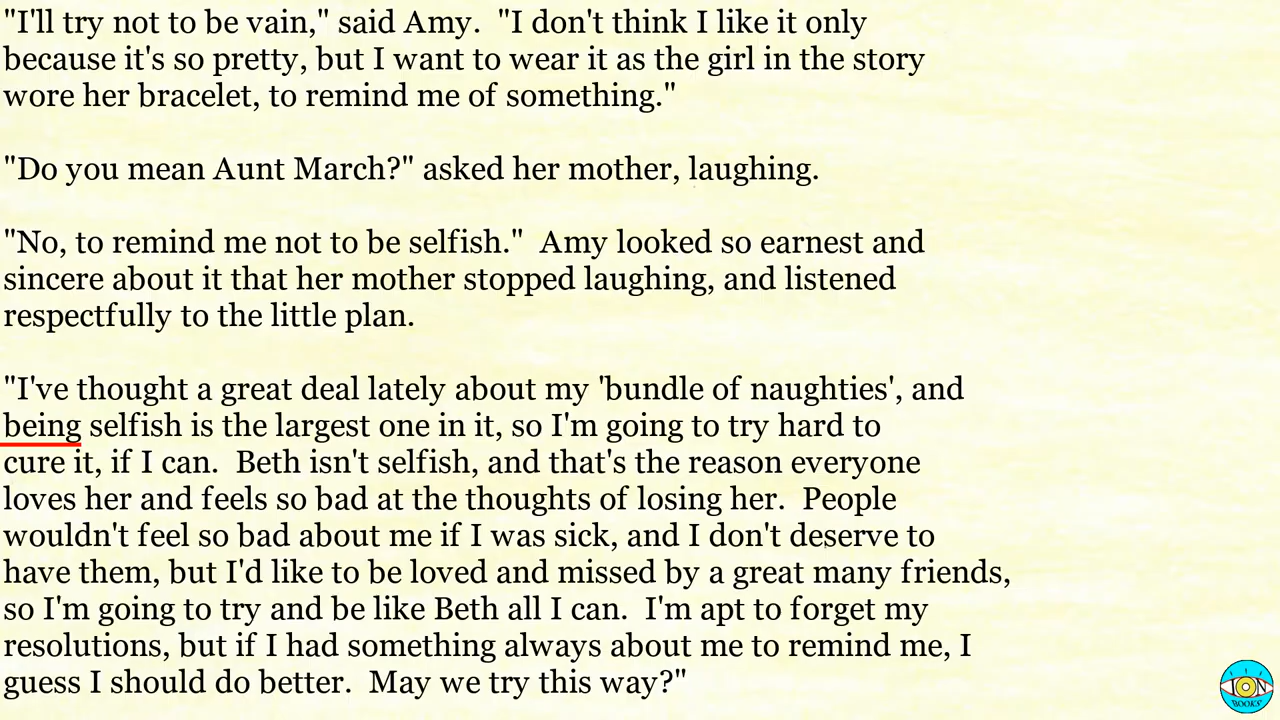 "I'll try not to be vain," said Amy.  "I don't think I like it only
because it's so pretty, but I want to wear it as the girl in the story
wore her bracelet, to remind me of something."
"Do you mean Aunt March?" asked her mother, laughing.
"No, to remind me not to be selfish."  Amy looked so earnest and
sincere about it that her mother stopped laughing, and listened
respectfully to the little plan.
"I've thought a great deal lately about my 'bundle of naughties', and
being selfish is the largest one in it, so I'm going to try hard to
cure it, if I can.  Beth isn't selfish, and that's the reason everyone
loves her and feels so bad at the thoughts of losing her.  People
wouldn't feel so bad about me if I was sick, and I don't deserve to
have them, but I'd like to be loved and missed by a great many friends,
so I'm going to try and be like Beth all I can.  I'm apt to forget my
resolutions, but if I had something always about me to remind me, I
guess I should do better.  May we try this way?"
ION
BOOKS